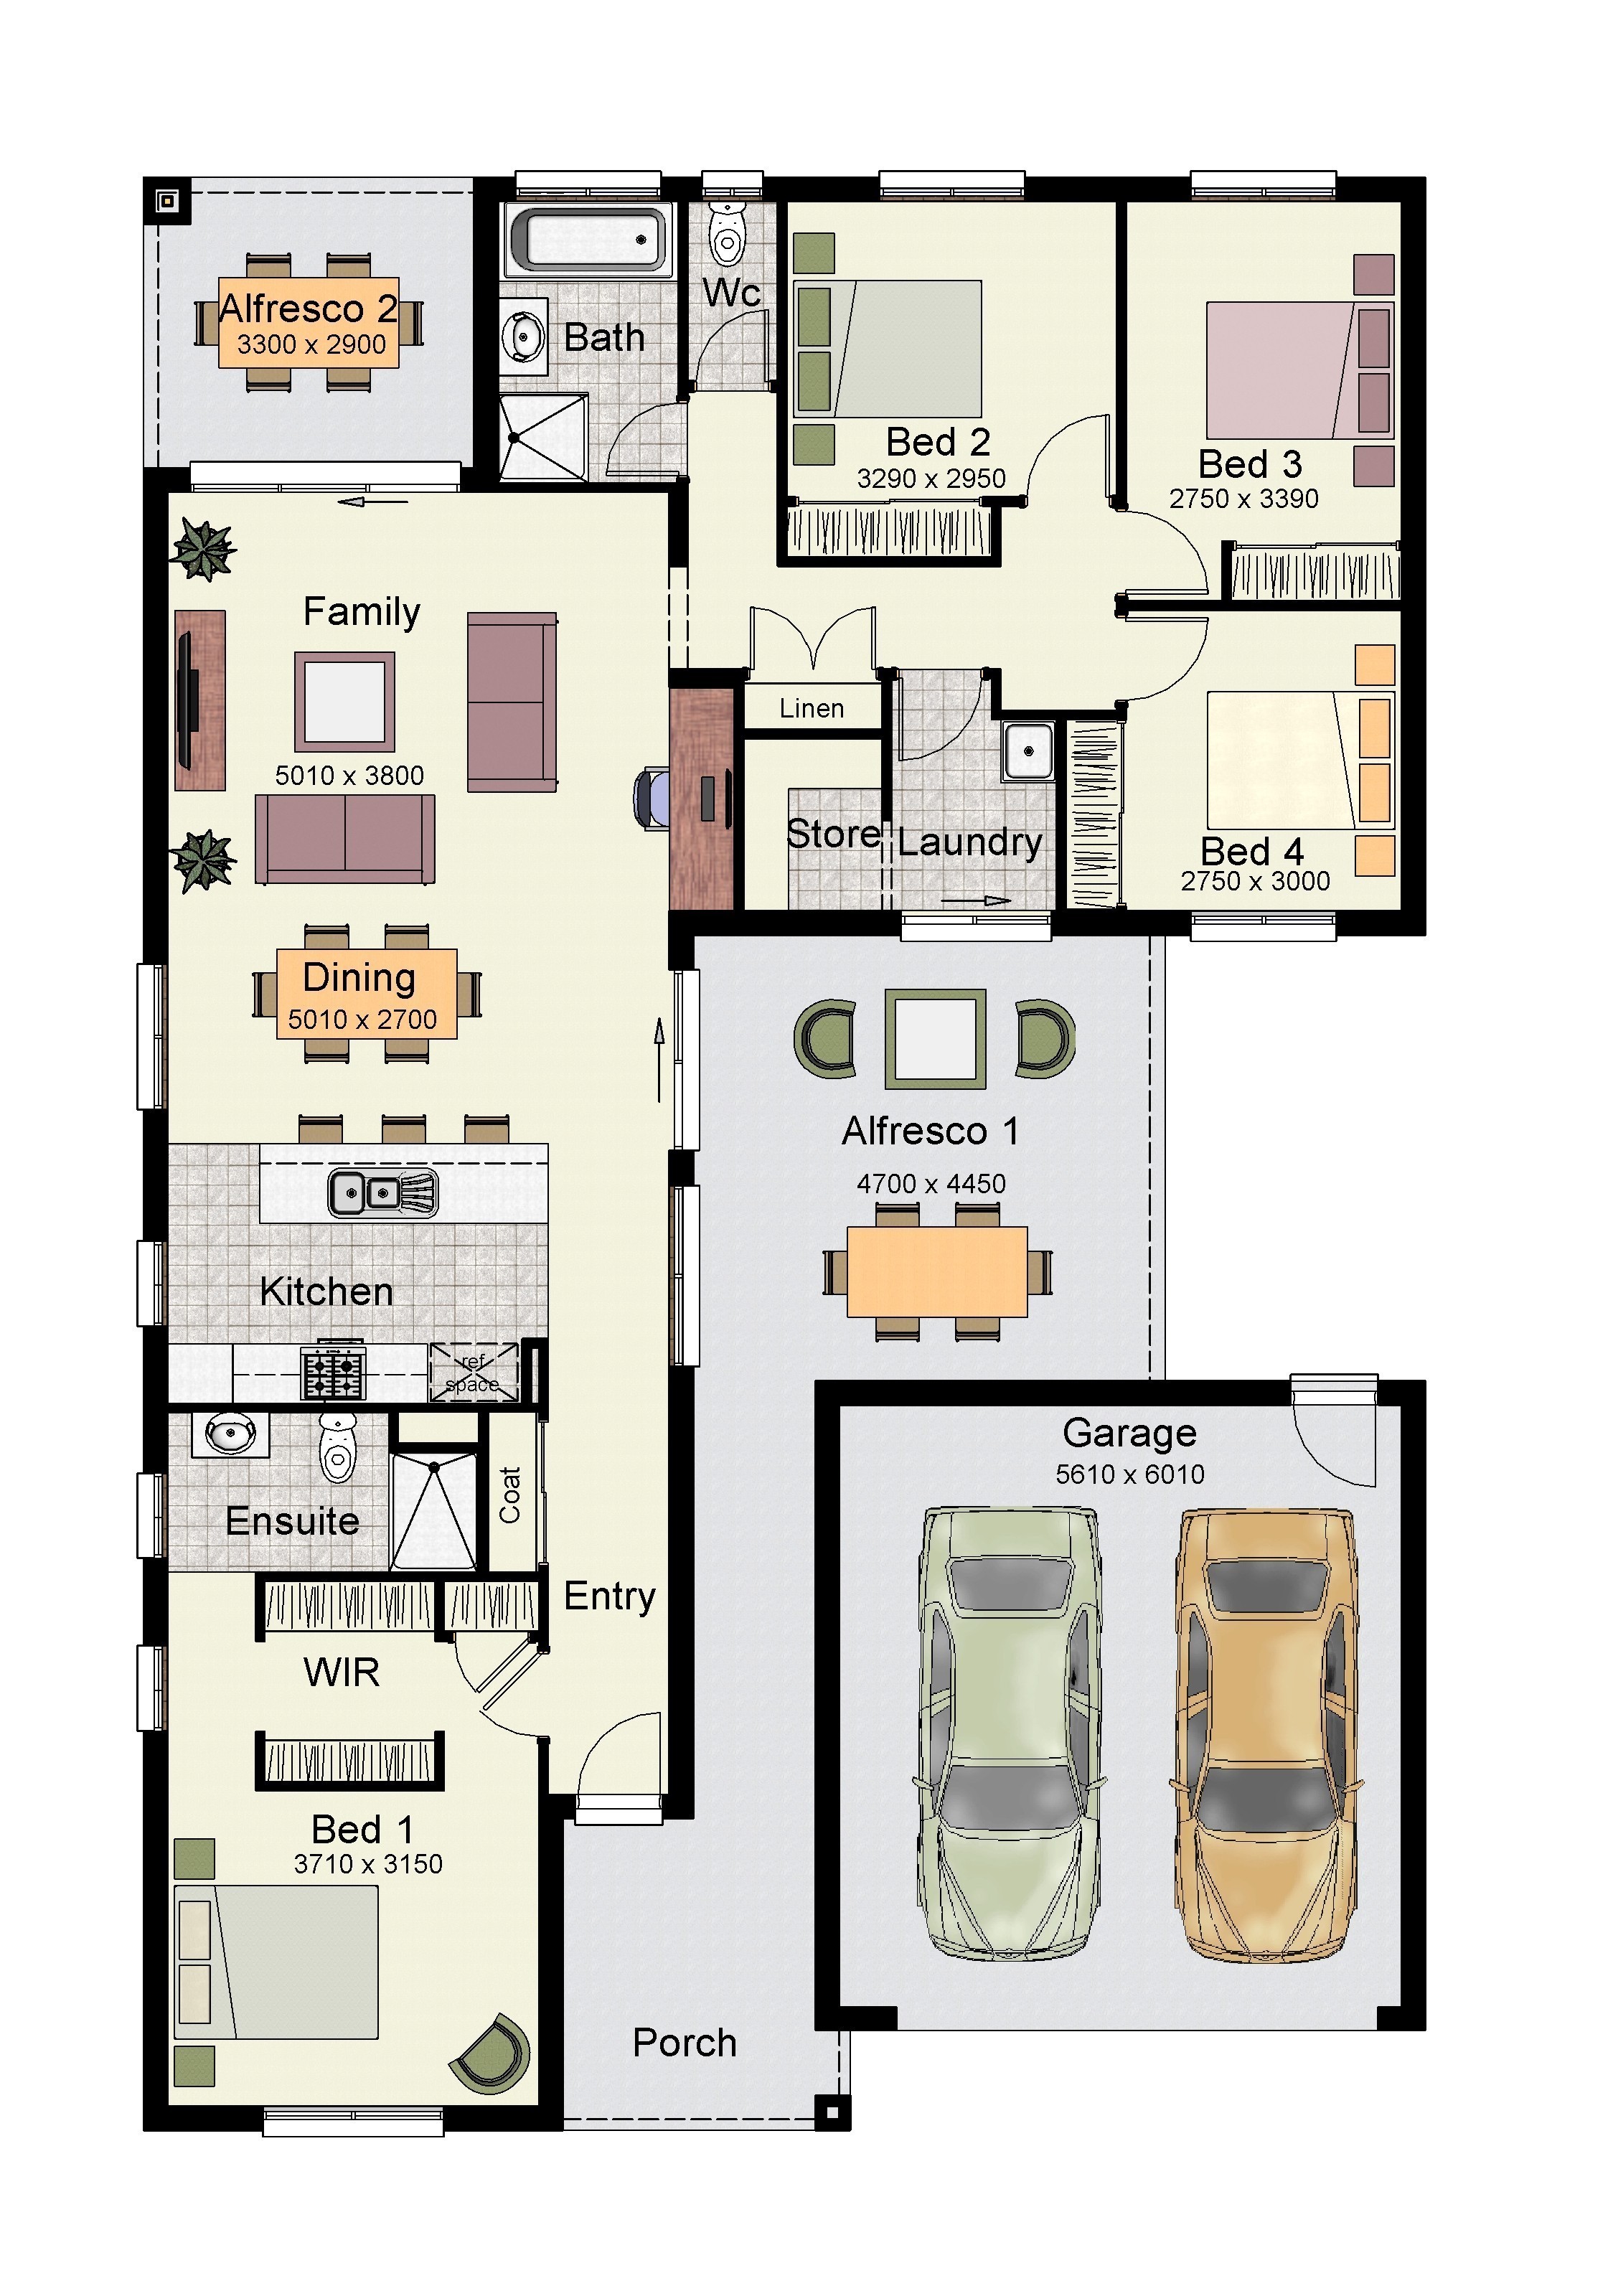 Alfresco 2
3300 x 2900
Bath
Wc
Bed 2
3290 x 2950
Bed 3
2750 x 3390
Family
5010 x 3800
Linen
Store
Laundry
Bed 4
2750 x 3000
Dining
5010 x 2700
Alfresco 1
4700 x 4450
Kitchen
ref
space
Garage
5610 x 6010
Ensuite
Coat
Entry
WIR
Bed 1
3710 x 3150
Porch